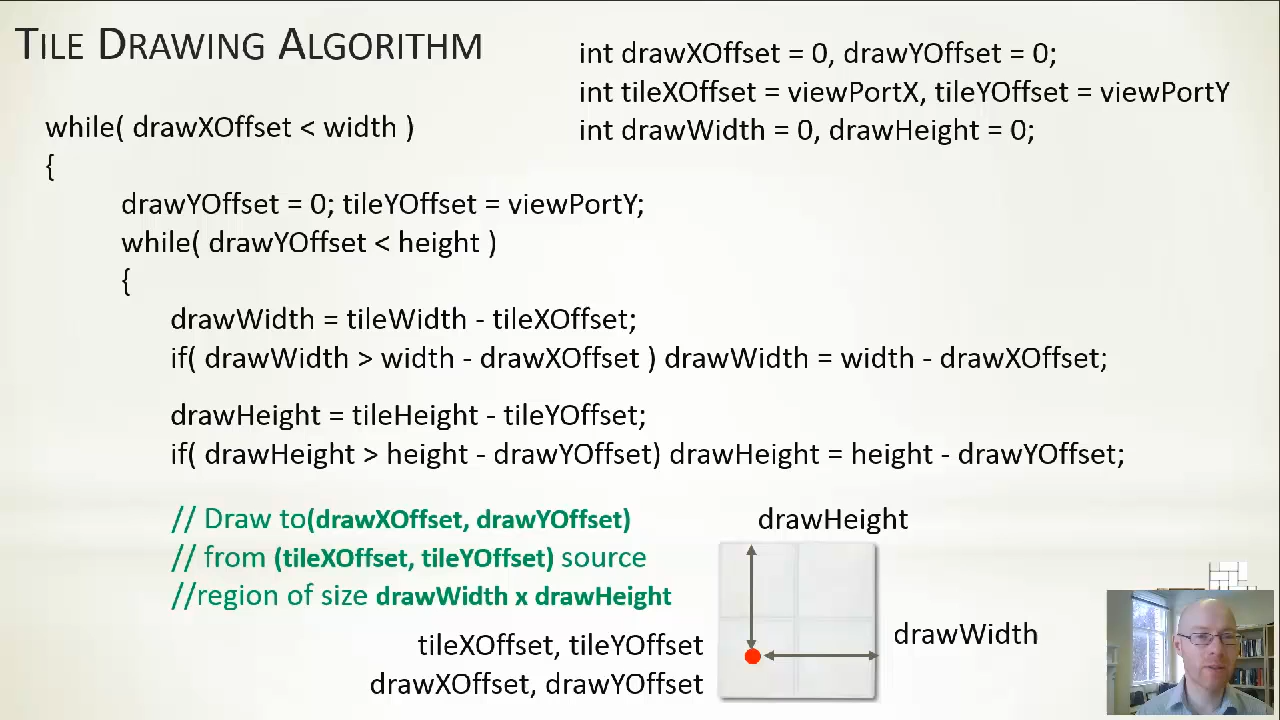 TILE DRAWING ALGORITHM
int drawXOffset = 0, drawYOffset = 0;
int tileXOffset = viewPortX, tileYOffset = viewPortY
int drawWidth = 0, drawHeight = 0;
while( drawXOffset < width )
{
drawYOffset = 0; tileYOffset = viewPortY;
while( drawYOffset < height )
{
drawWidth = tileWidth - tileXOffset;
if( drawWidth > width - drawXOffset ) drawWidth = width - drawXOffset;
drawHeight = tileHeight - tileYOffset;
if( drawHeight > height - drawYOffset) drawHeight = height - drawYOffset;
// Draw to(drawXOffset, drawYOffset)
// from (tileXOffset, tileYOffset) source
//region of size drawWidth x drawHeight
drawHeight
drawWidth
tileXOffset, tileYOffset
drawXOffset, drawYOffset